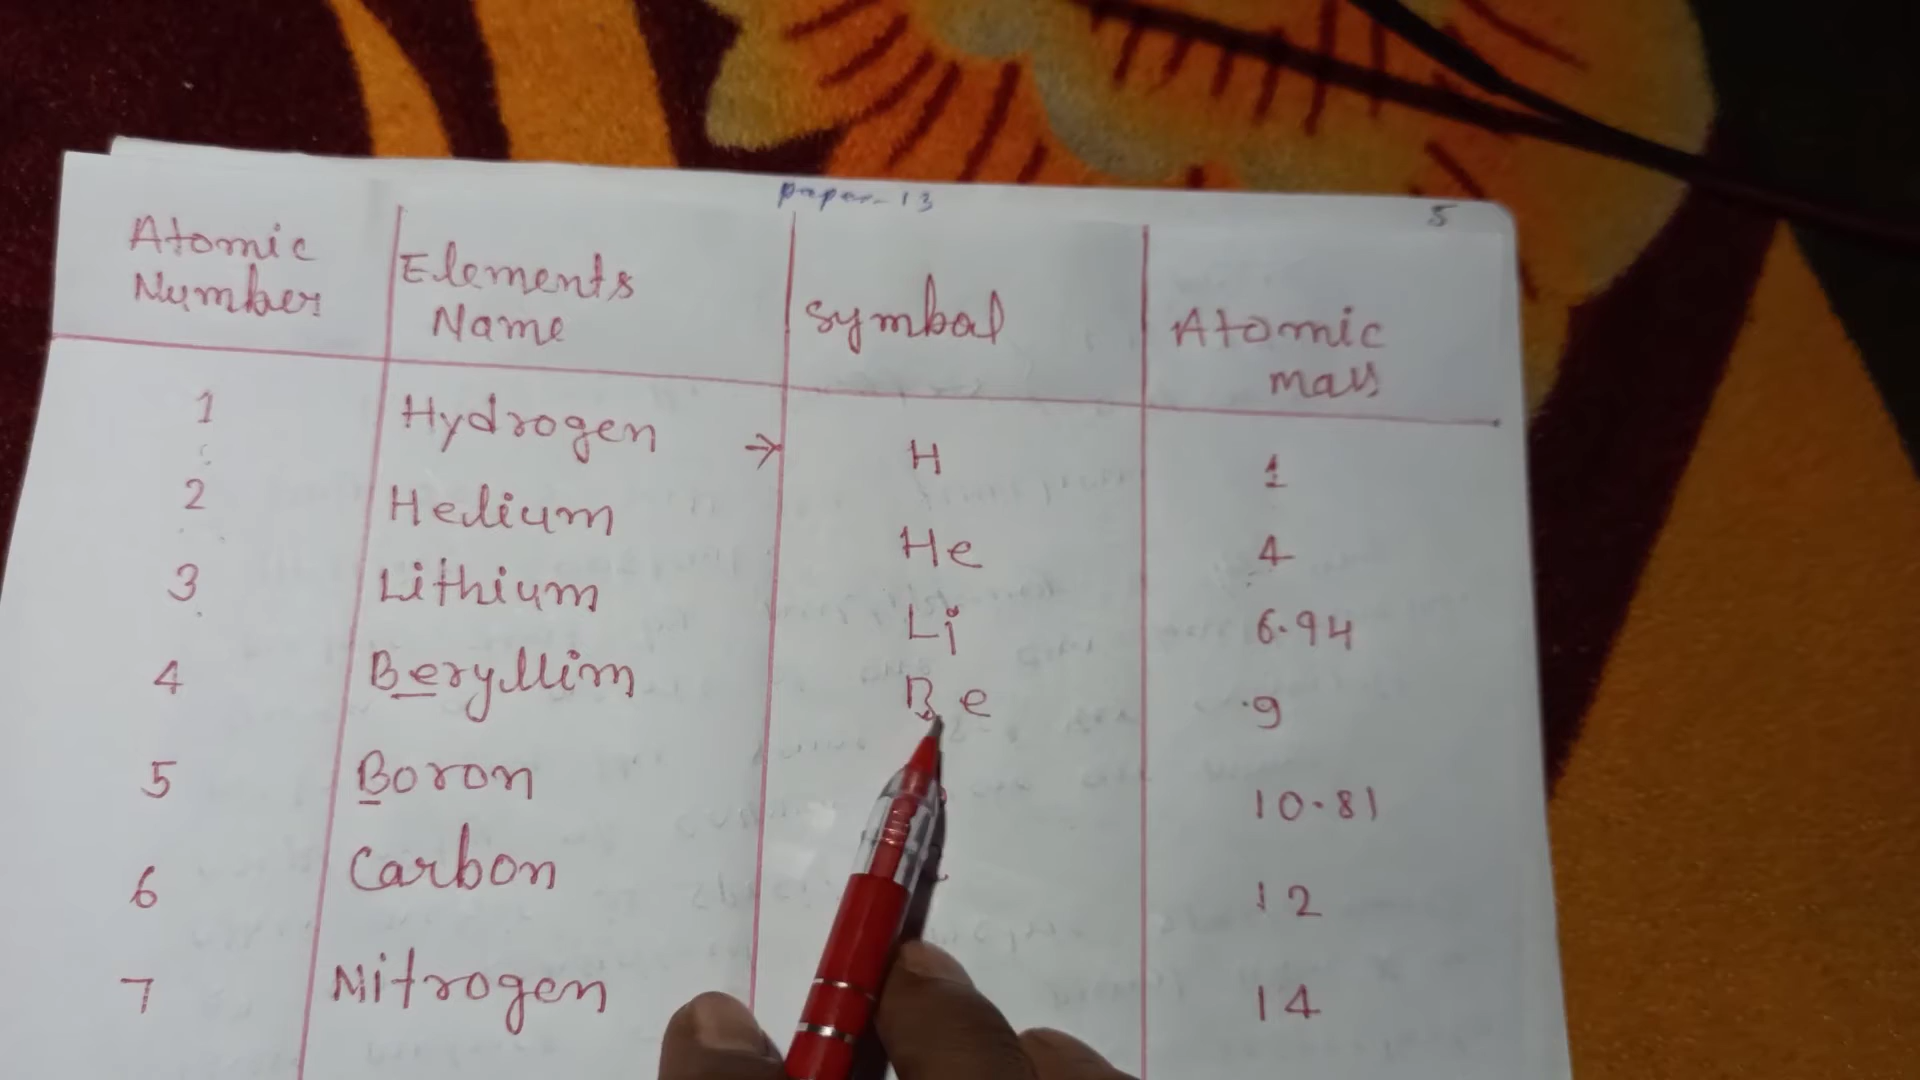 paper-13
5
Atomic Number
Elements Name
Symbal
Atomic mass
1 Hydrogen → H 1
2 Helium He 4
3 Lithium Li 6.94
4 Beryllim Be 9
5 Boron 10.81
6 Carbon 12
7 Nitrogen 14